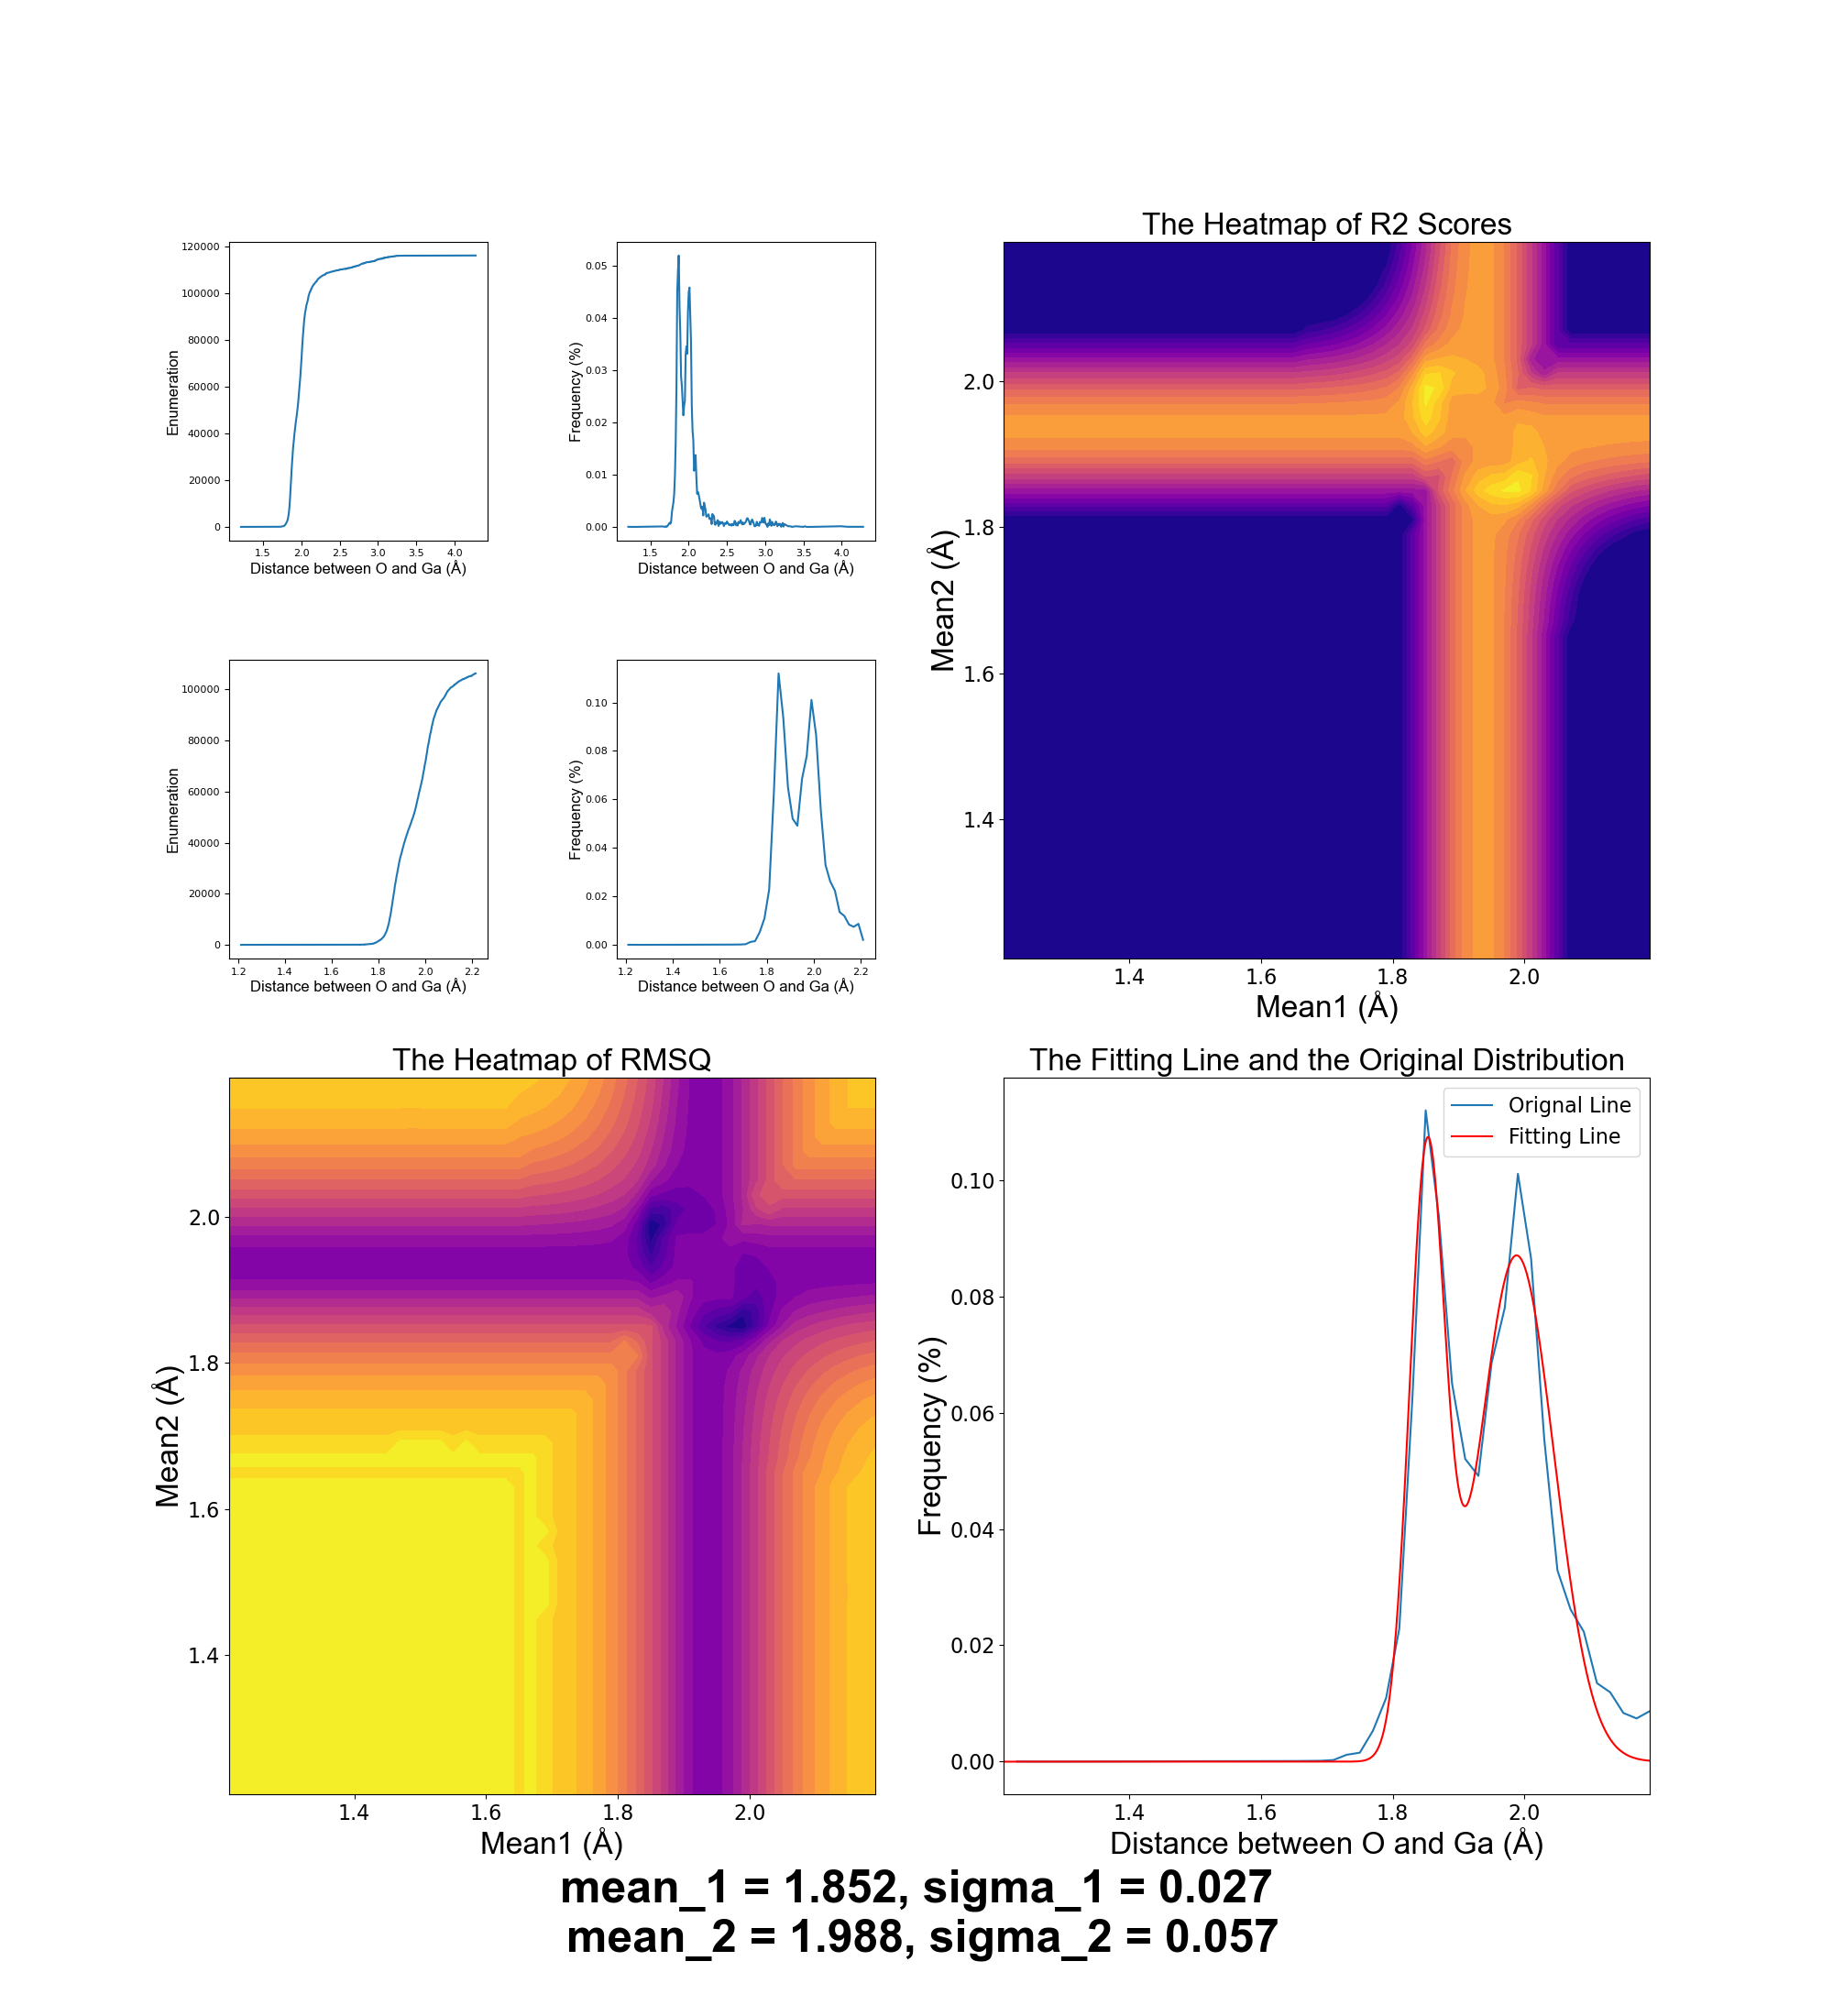 120000
100000
80000
60000
40000
20000
0
Enumeration
1.5 2.0 2.5 3.0 3.5 4.0
Distance between O and Ga (Å)
0.05
0.04
0.03
0.02
0.01
0.00
Frequency (%)
1.5 2.0 2.5 3.0 3.5 4.0
Distance between O and Ga (Å)
The Heatmap of R2 Scores
2.0
1.8
1.6
1.4
Mean2 (Å)
1.4 1.6 1.8 2.0
Mean1 (Å)
100000
80000
60000
40000
20000
0
Enumeration
1.2 1.4 1.6 1.8 2.0 2.2
Distance between O and Ga (Å)
0.10
0.08
0.06
0.04
0.02
0.00
Frequency (%)
1.2 1.4 1.6 1.8 2.0 2.2
Distance between O and Ga (Å)
The Heatmap of RMSQ
2.0
1.8
1.6
1.4
Mean2 (Å)
1.4 1.6 1.8 2.0
Mean1 (Å)
The Fitting Line and the Original Distribution
Orignal Line
Fitting Line
0.10
0.08
0.06
0.04
0.02
0.00
Frequency (%)
1.4 1.6 1.8 2.0
Distance between O and Ga (Å)
mean_1 = 1.852, sigma_1 = 0.027
mean_2 = 1.988, sigma_2 = 0.057